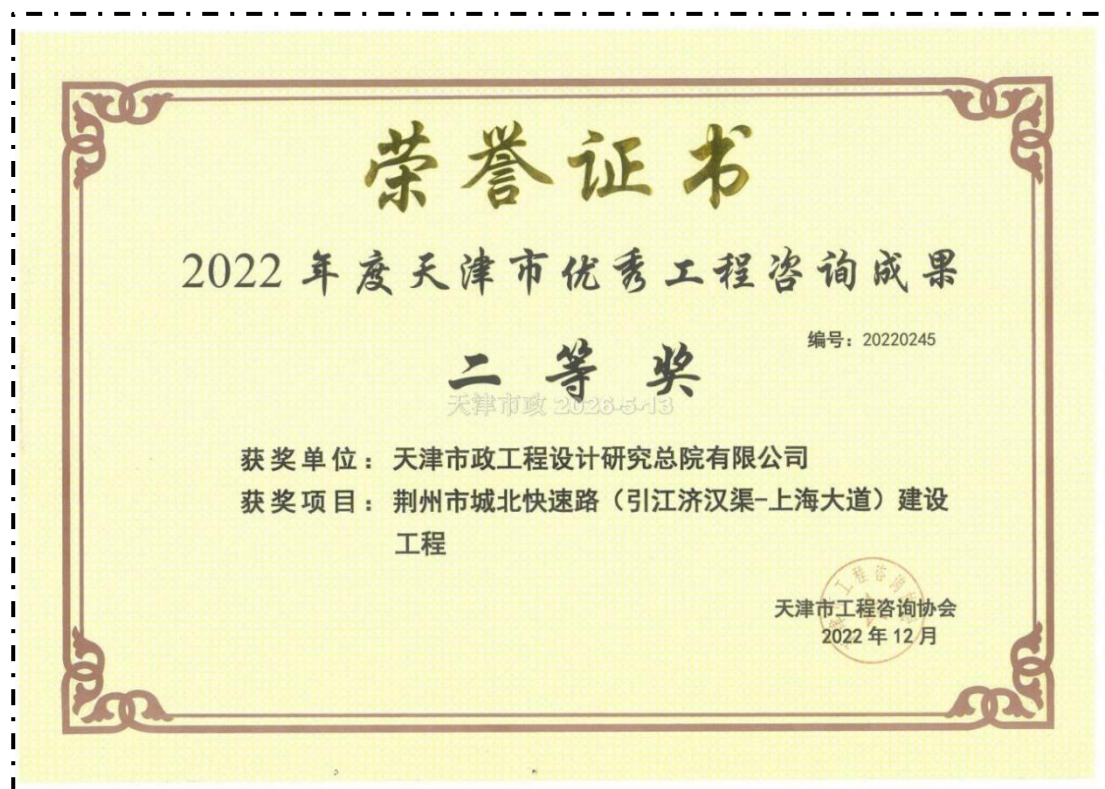 荣誉证书
2022年度天津市优秀工程咨询成果
编号：20220245
二等奖
天津市政 2026-5-13
获奖单位：天津市政工程设计研究总院有限公司
获奖项目：荆州市城北快速路（引江济汉渠-上海大道）建设
工程
天津市工程咨询协会
2022年12月